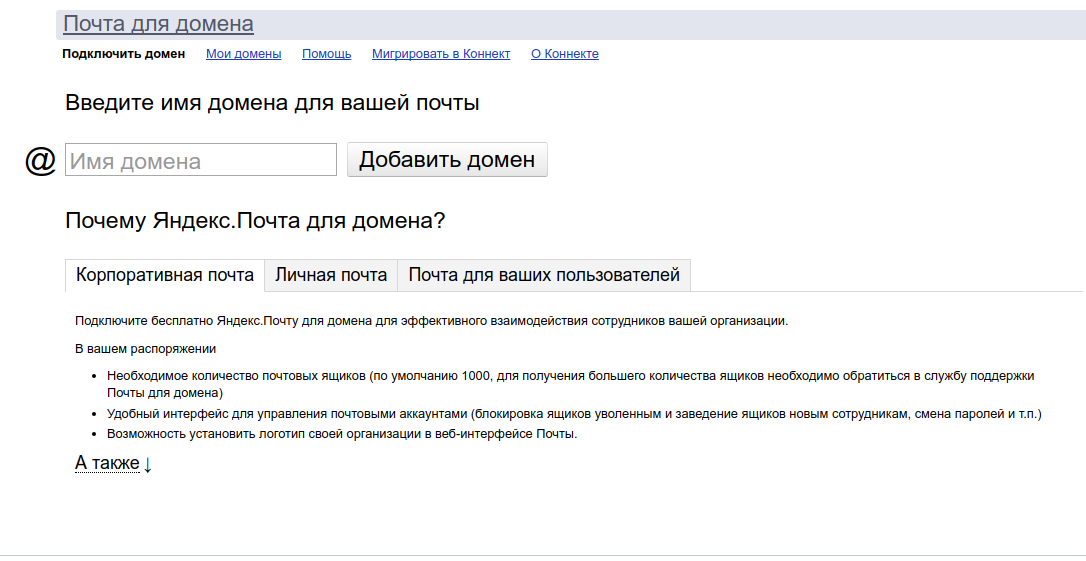 Почта для домена
Подключить домен Мои домены Помощь Мигрировать в Коннект О Коннекте
Введите имя домена для вашей почты
@ Имя домена Добавить домен
Почему Яндекс.Почта для домена?
Корпоративная почта Личная почта Почта для ваших пользователей
Подключите бесплатно Яндекс.Почту для домена для эффективного взаимодействия сотрудников вашей организации.
В вашем распоряжении
• Необходимое количество почтовых ящиков (по умолчанию 1000, для получения большего количества ящиков необходимо обратиться в службу поддержки
Почты для домена)
• Удобный интерфейс для управления почтовыми аккаунтами (блокировка ящиков уволенным и заведение ящиков новым сотрудникам, смена паролей и т.п.)
• Возможность установить логотип своей организации в веб-интерфейсе Почты.
А также ↓